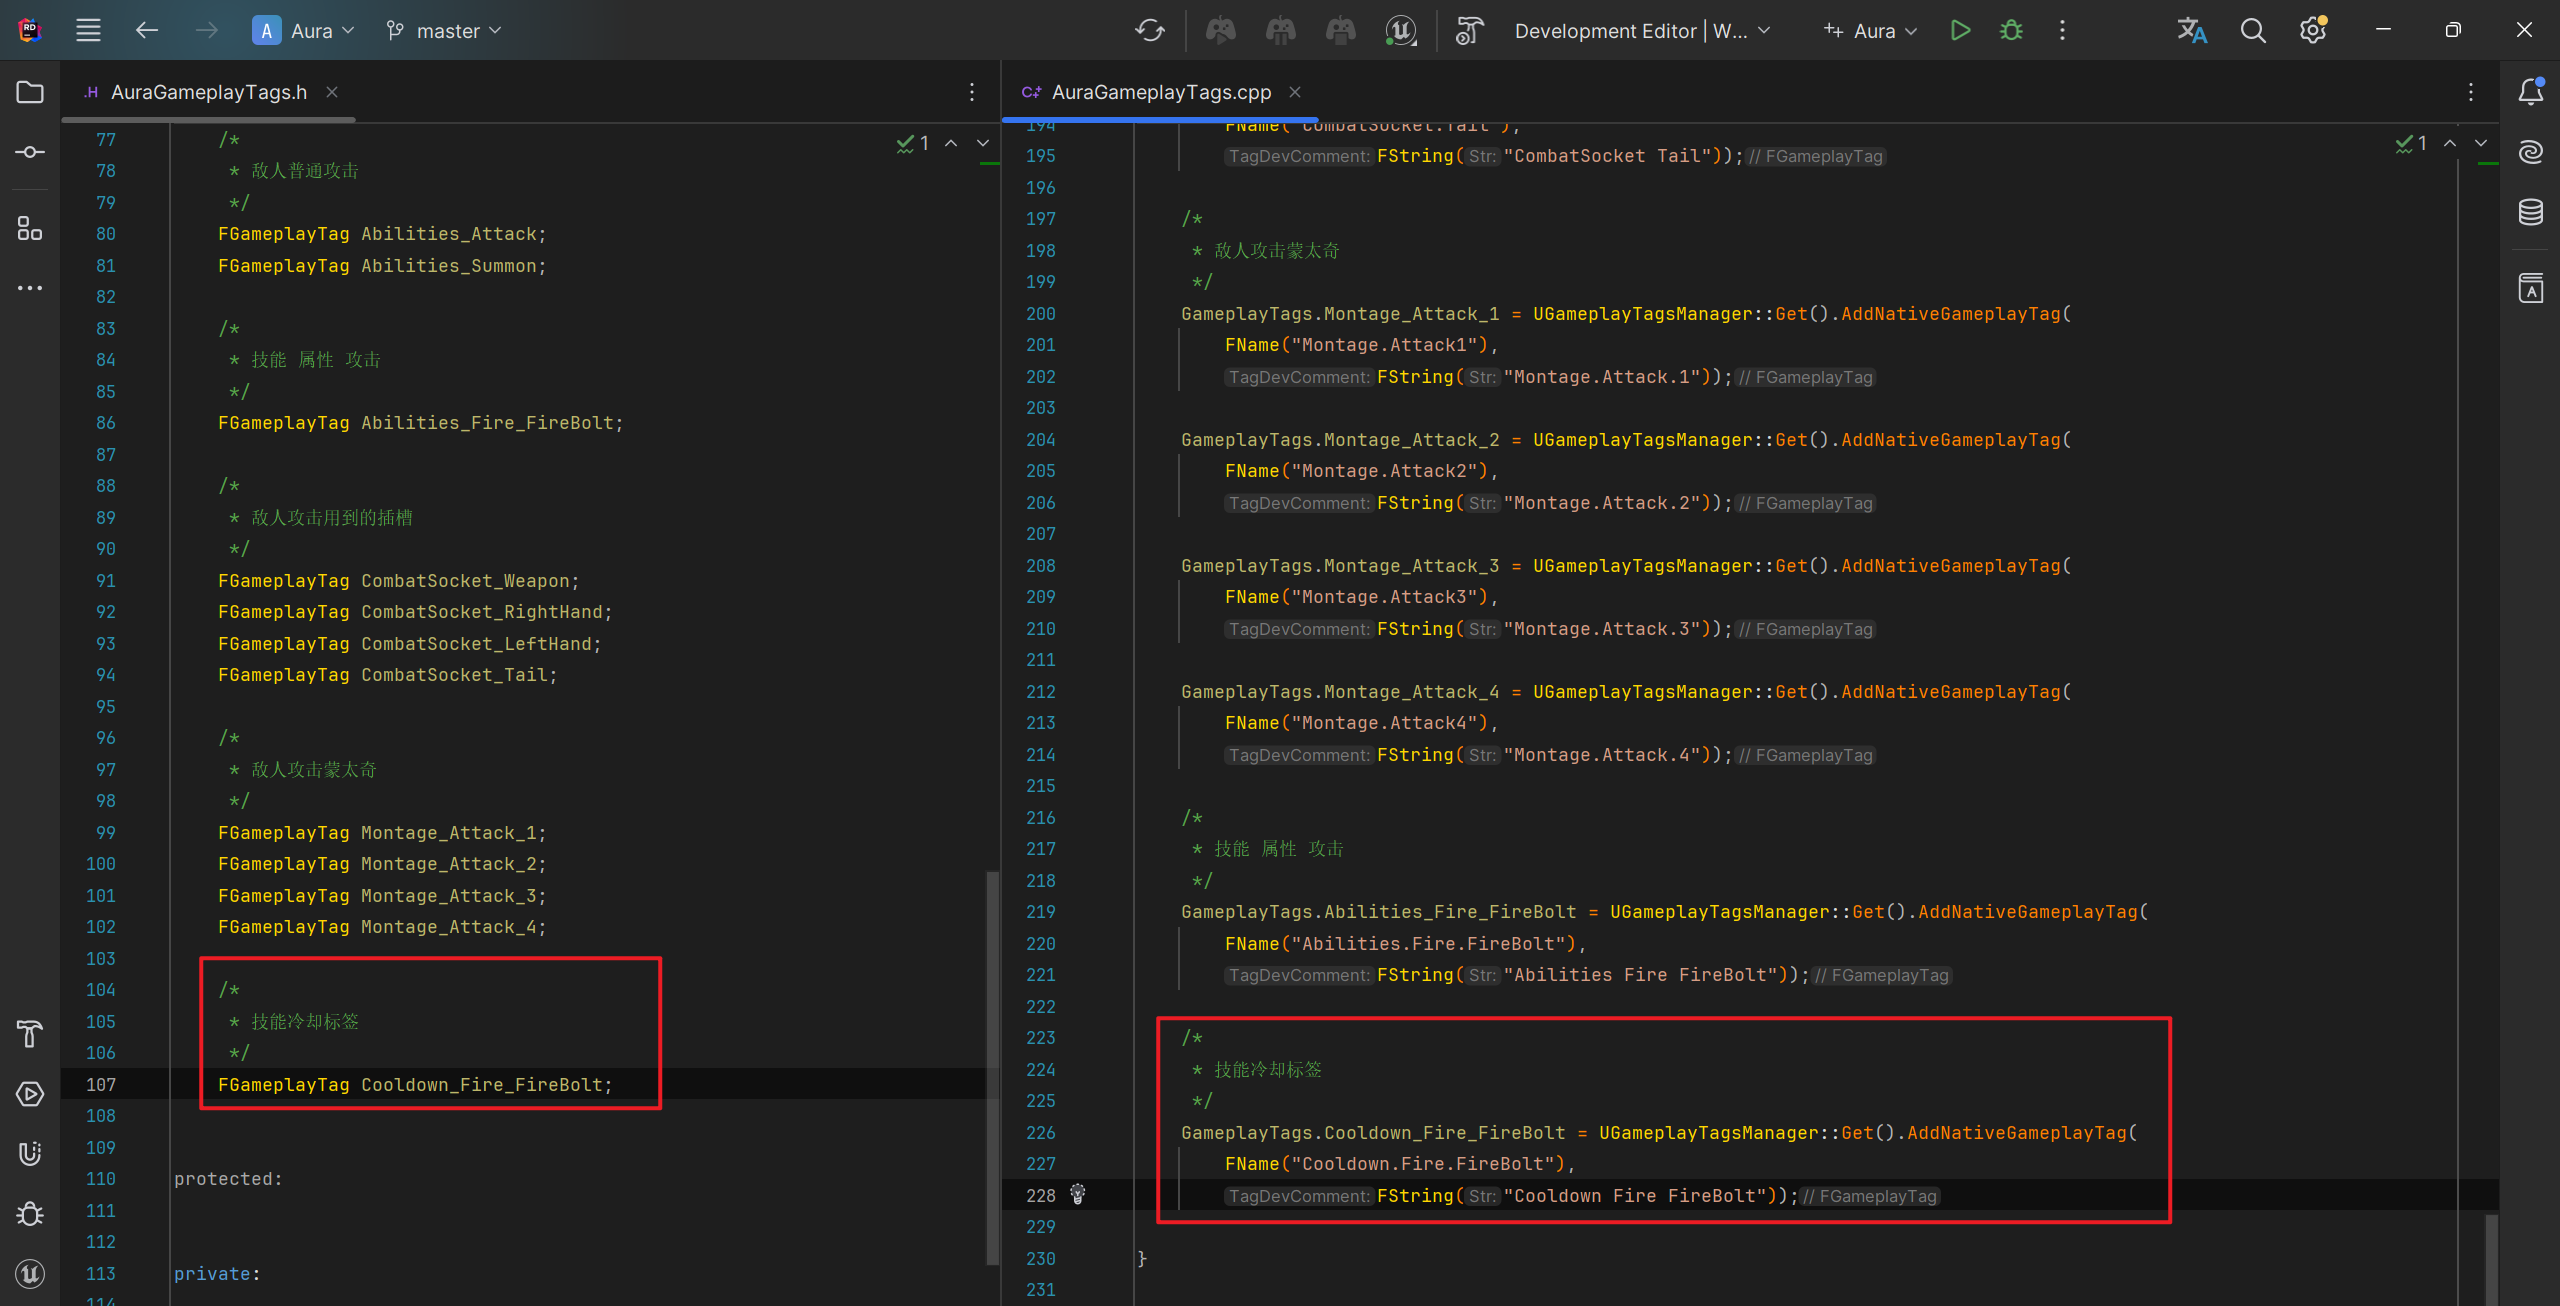 Aura
master
Development Editor | W...
Aura
AuraGameplayTags.h
AuraGameplayTags.cpp
1
77 /*
78 * 敌人普通攻击
79 */
80 FGameplayTag Abilities_Attack;
81 FGameplayTag Abilities_Summon;
82
83 /*
84 * 技能 属性 攻击
85 */
86 FGameplayTag Abilities_Fire_FireBolt;
87
88 /*
89 * 敌人攻击用到的插槽
90 */
91 FGameplayTag CombatSocket_Weapon;
92 FGameplayTag CombatSocket_RightHand;
93 FGameplayTag CombatSocket_LeftHand;
94 FGameplayTag CombatSocket_Tail;
95
96 /*
97 * 敌人攻击蒙太奇
98 */
99 FGameplayTag Montage_Attack_1;
100 FGameplayTag Montage_Attack_2;
101 FGameplayTag Montage_Attack_3;
102 FGameplayTag Montage_Attack_4;
103
104 /*
105 * 技能冷却标签
106 */
107 FGameplayTag Cooldown_Fire_FireBolt;
108
109
110 protected:
111
112
113 private:
114
1
194 FName("CombatSocket.Tail"),
195 TagDevComment: FString( Str: "CombatSocket Tail")); // FGameplayTag
196
197 /*
198 * 敌人攻击蒙太奇
199 */
200 GameplayTags.Montage_Attack_1 = UGameplayTagsManager::Get().AddNativeGameplayTag(
201 FName("Montage.Attack1"),
202 TagDevComment: FString( Str: "Montage.Attack.1")); // FGameplayTag
203
204 GameplayTags.Montage_Attack_2 = UGameplayTagsManager::Get().AddNativeGameplayTag(
205 FName("Montage.Attack2"),
206 TagDevComment: FString( Str: "Montage.Attack.2")); // FGameplayTag
207
208 GameplayTags.Montage_Attack_3 = UGameplayTagsManager::Get().AddNativeGameplayTag(
209 FName("Montage.Attack3"),
210 TagDevComment: FString( Str: "Montage.Attack.3")); // FGameplayTag
211
212 GameplayTags.Montage_Attack_4 = UGameplayTagsManager::Get().AddNativeGameplayTag(
213 FName("Montage.Attack4"),
214 TagDevComment: FString( Str: "Montage.Attack.4")); // FGameplayTag
215
216 /*
217 * 技能 属性 攻击
218 */
219 GameplayTags.Abilities_Fire_FireBolt = UGameplayTagsManager::Get().AddNativeGameplayTag(
220 FName("Abilities.Fire.FireBolt"),
221 TagDevComment: FString( Str: "Abilities Fire FireBolt")); // FGameplayTag
222
223 /*
224 * 技能冷却标签
225 */
226 GameplayTags.Cooldown_Fire_FireBolt = UGameplayTagsManager::Get().AddNativeGameplayTag(
227 FName("Cooldown.Fire.FireBolt"),
228 TagDevComment: FString( Str: "Cooldown Fire FireBolt")); // FGameplayTag
229
230 }
231